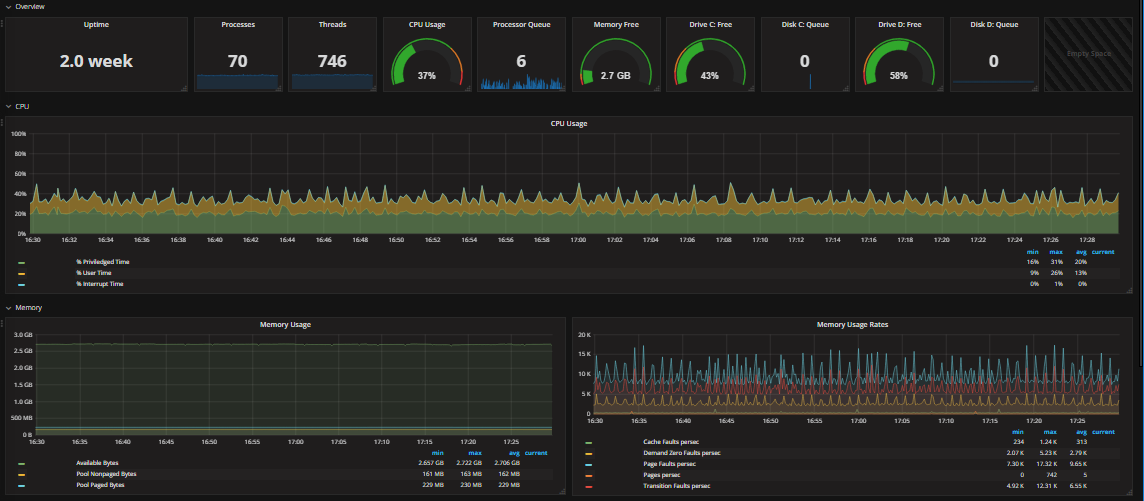 Overview
Uptime Processes Threads CPU Usage Processor Queue Memory Free Drive C: Free Disk C: Queue Drive D: Free Disk D: Queue
2.0 week 70 746 37% 6 2.7 GB 43% 0 58% 0 Empty Space
CPU
CPU Usage
100%
80%
60%
40%
20%
0%
16:30 16:32 16:34 16:36 16:38 16:40 16:42 16:44 16:46 16:48 16:50 16:52 16:54 16:56 16:58 17:00 17:02 17:04 17:06 17:08 17:10 17:12 17:14 17:16 17:18 17:20 17:22 17:24 17:26 17:28
min max avg current
% Priviledged Time 16% 31% 20%
% User Time 9% 26% 13%
% Interrupt Time 0% 1% 0%
Memory
Memory Usage
3.0 GB
2.5 GB
2.0 GB
1.5 GB
1.0 GB
500 MB
0 B
16:30 16:35 16:40 16:45 16:50 16:55 17:00 17:05 17:10 17:15 17:20 17:25
min max avg current
Available Bytes 2.657 GB 2.722 GB 2.706 GB
Pool Nonpaged Bytes 161 MB 163 MB 162 MB
Pool Paged Bytes 229 MB 230 MB 229 MB
Memory Usage Rates
20 K
15 K
10 K
5 K
0
16:30 16:35 16:40 16:45 16:50 16:55 17:00 17:05 17:10 17:15 17:20 17:25
min max avg current
Cache Faults persec 234 1.24 K 313
Demand Zero Faults persec 2.07 K 5.23 K 2.79 K
Page Faults persec 7.30 K 17.32 K 9.65 K
Pages persec 0 742 5
Transition Faults persec 4.92 K 12.31 K 6.55 K